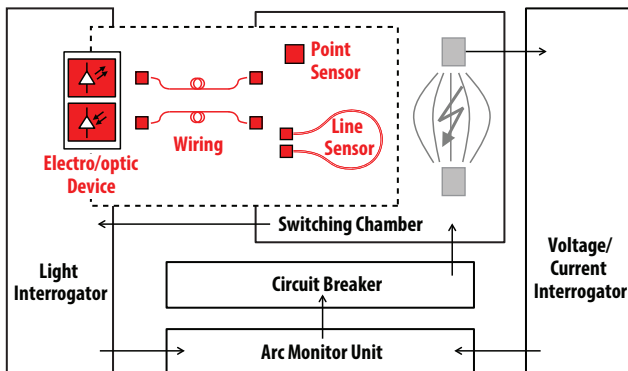 Point
Sensor
Wiring
Line
Sensor
Electro/optic
Device
Switching Chamber
Light
Interrogator
Voltage/
Current
Interrogator
Circuit Breaker
Arc Monitor Unit